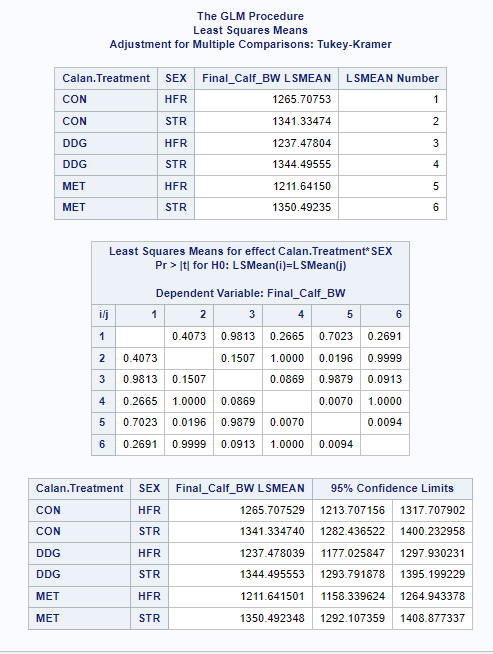 The GLM Procedure
Least Squares Means
Adjustment for Multiple Comparisons: Tukey-Kramer
Calan.Treatment SEX Final_Calf_BW LSMEAN LSMEAN Number
CON HFR 1265.70753 1
CON STR 1341.33474 2
DDG HFR 1237.47804 3
DDG STR 1344.49555 4
MET HFR 1211.64150 5
MET STR 1350.49235 6
Least Squares Means for effect Calan.Treatment*SEX
Pr > |t| for H0: LSMean(i)=LSMean(j)
Dependent Variable: Final_Calf_BW
i/j 1 2 3 4 5 6
1 0.4073 0.9813 0.2665 0.7023 0.2691
2 0.4073 0.1507 1.0000 0.0196 0.9999
3 0.9813 0.1507 0.0869 0.9879 0.0913
4 0.2665 1.0000 0.0869 0.0070 1.0000
5 0.7023 0.0196 0.9879 0.0070 0.0094
6 0.2691 0.9999 0.0913 1.0000 0.0094
Calan.Treatment SEX Final_Calf_BW LSMEAN 95% Confidence Limits
CON HFR 1265.707529 1213.707156 1317.707902
CON STR 1341.334740 1282.436522 1400.232958
DDG HFR 1237.478039 1177.025847 1297.930231
DDG STR 1344.495553 1293.791878 1395.199229
MET HFR 1211.641501 1158.339624 1264.943378
MET STR 1350.492348 1292.107359 1408.877337